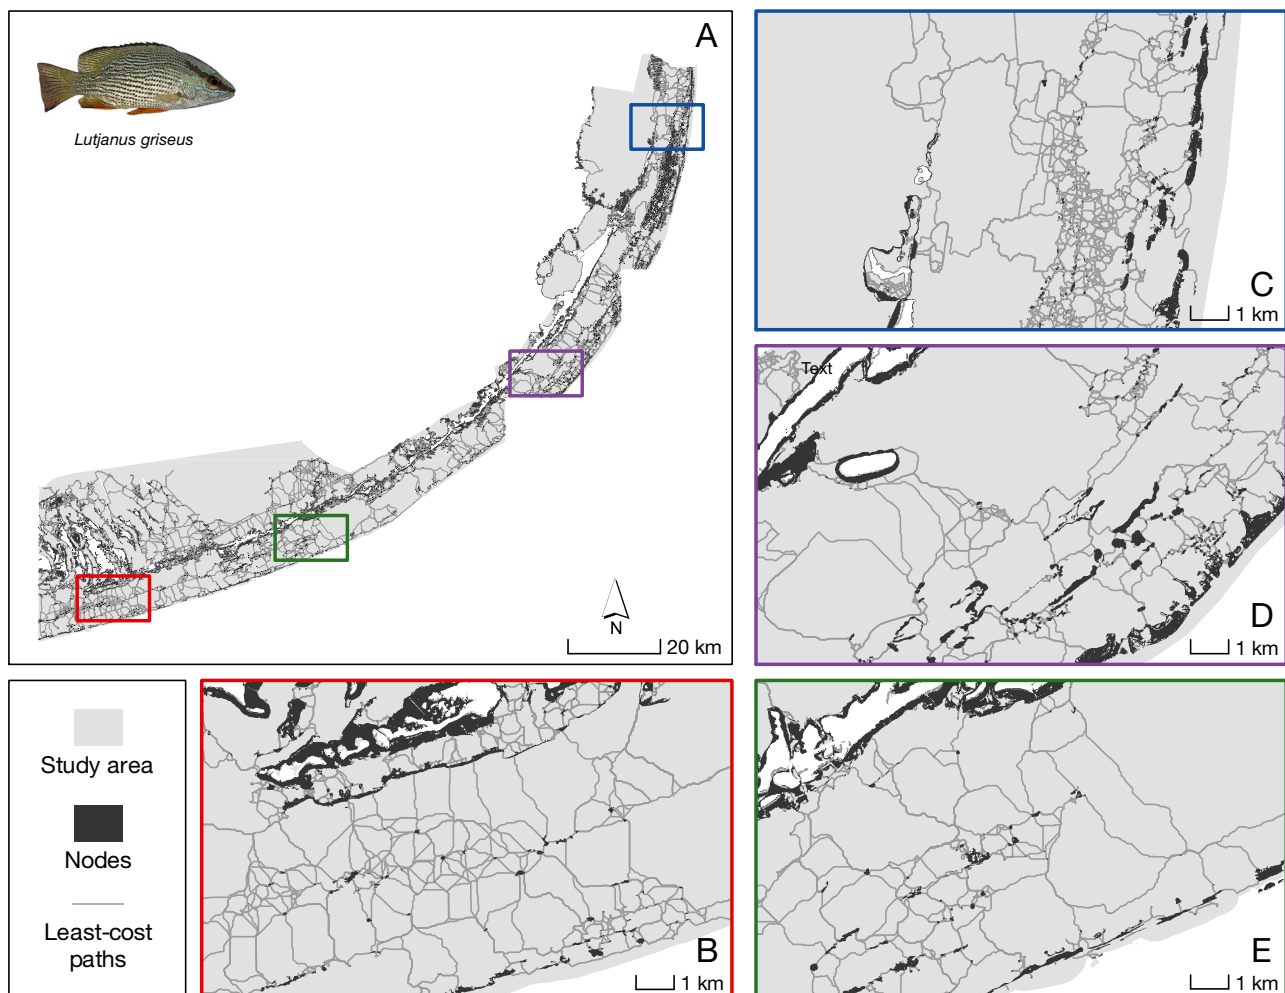 A
Lutjanus griseus
N
20 km
C
1 km
Text
D
1 km
Study area
Nodes
Least-cost
paths
B
1 km
E
1 km